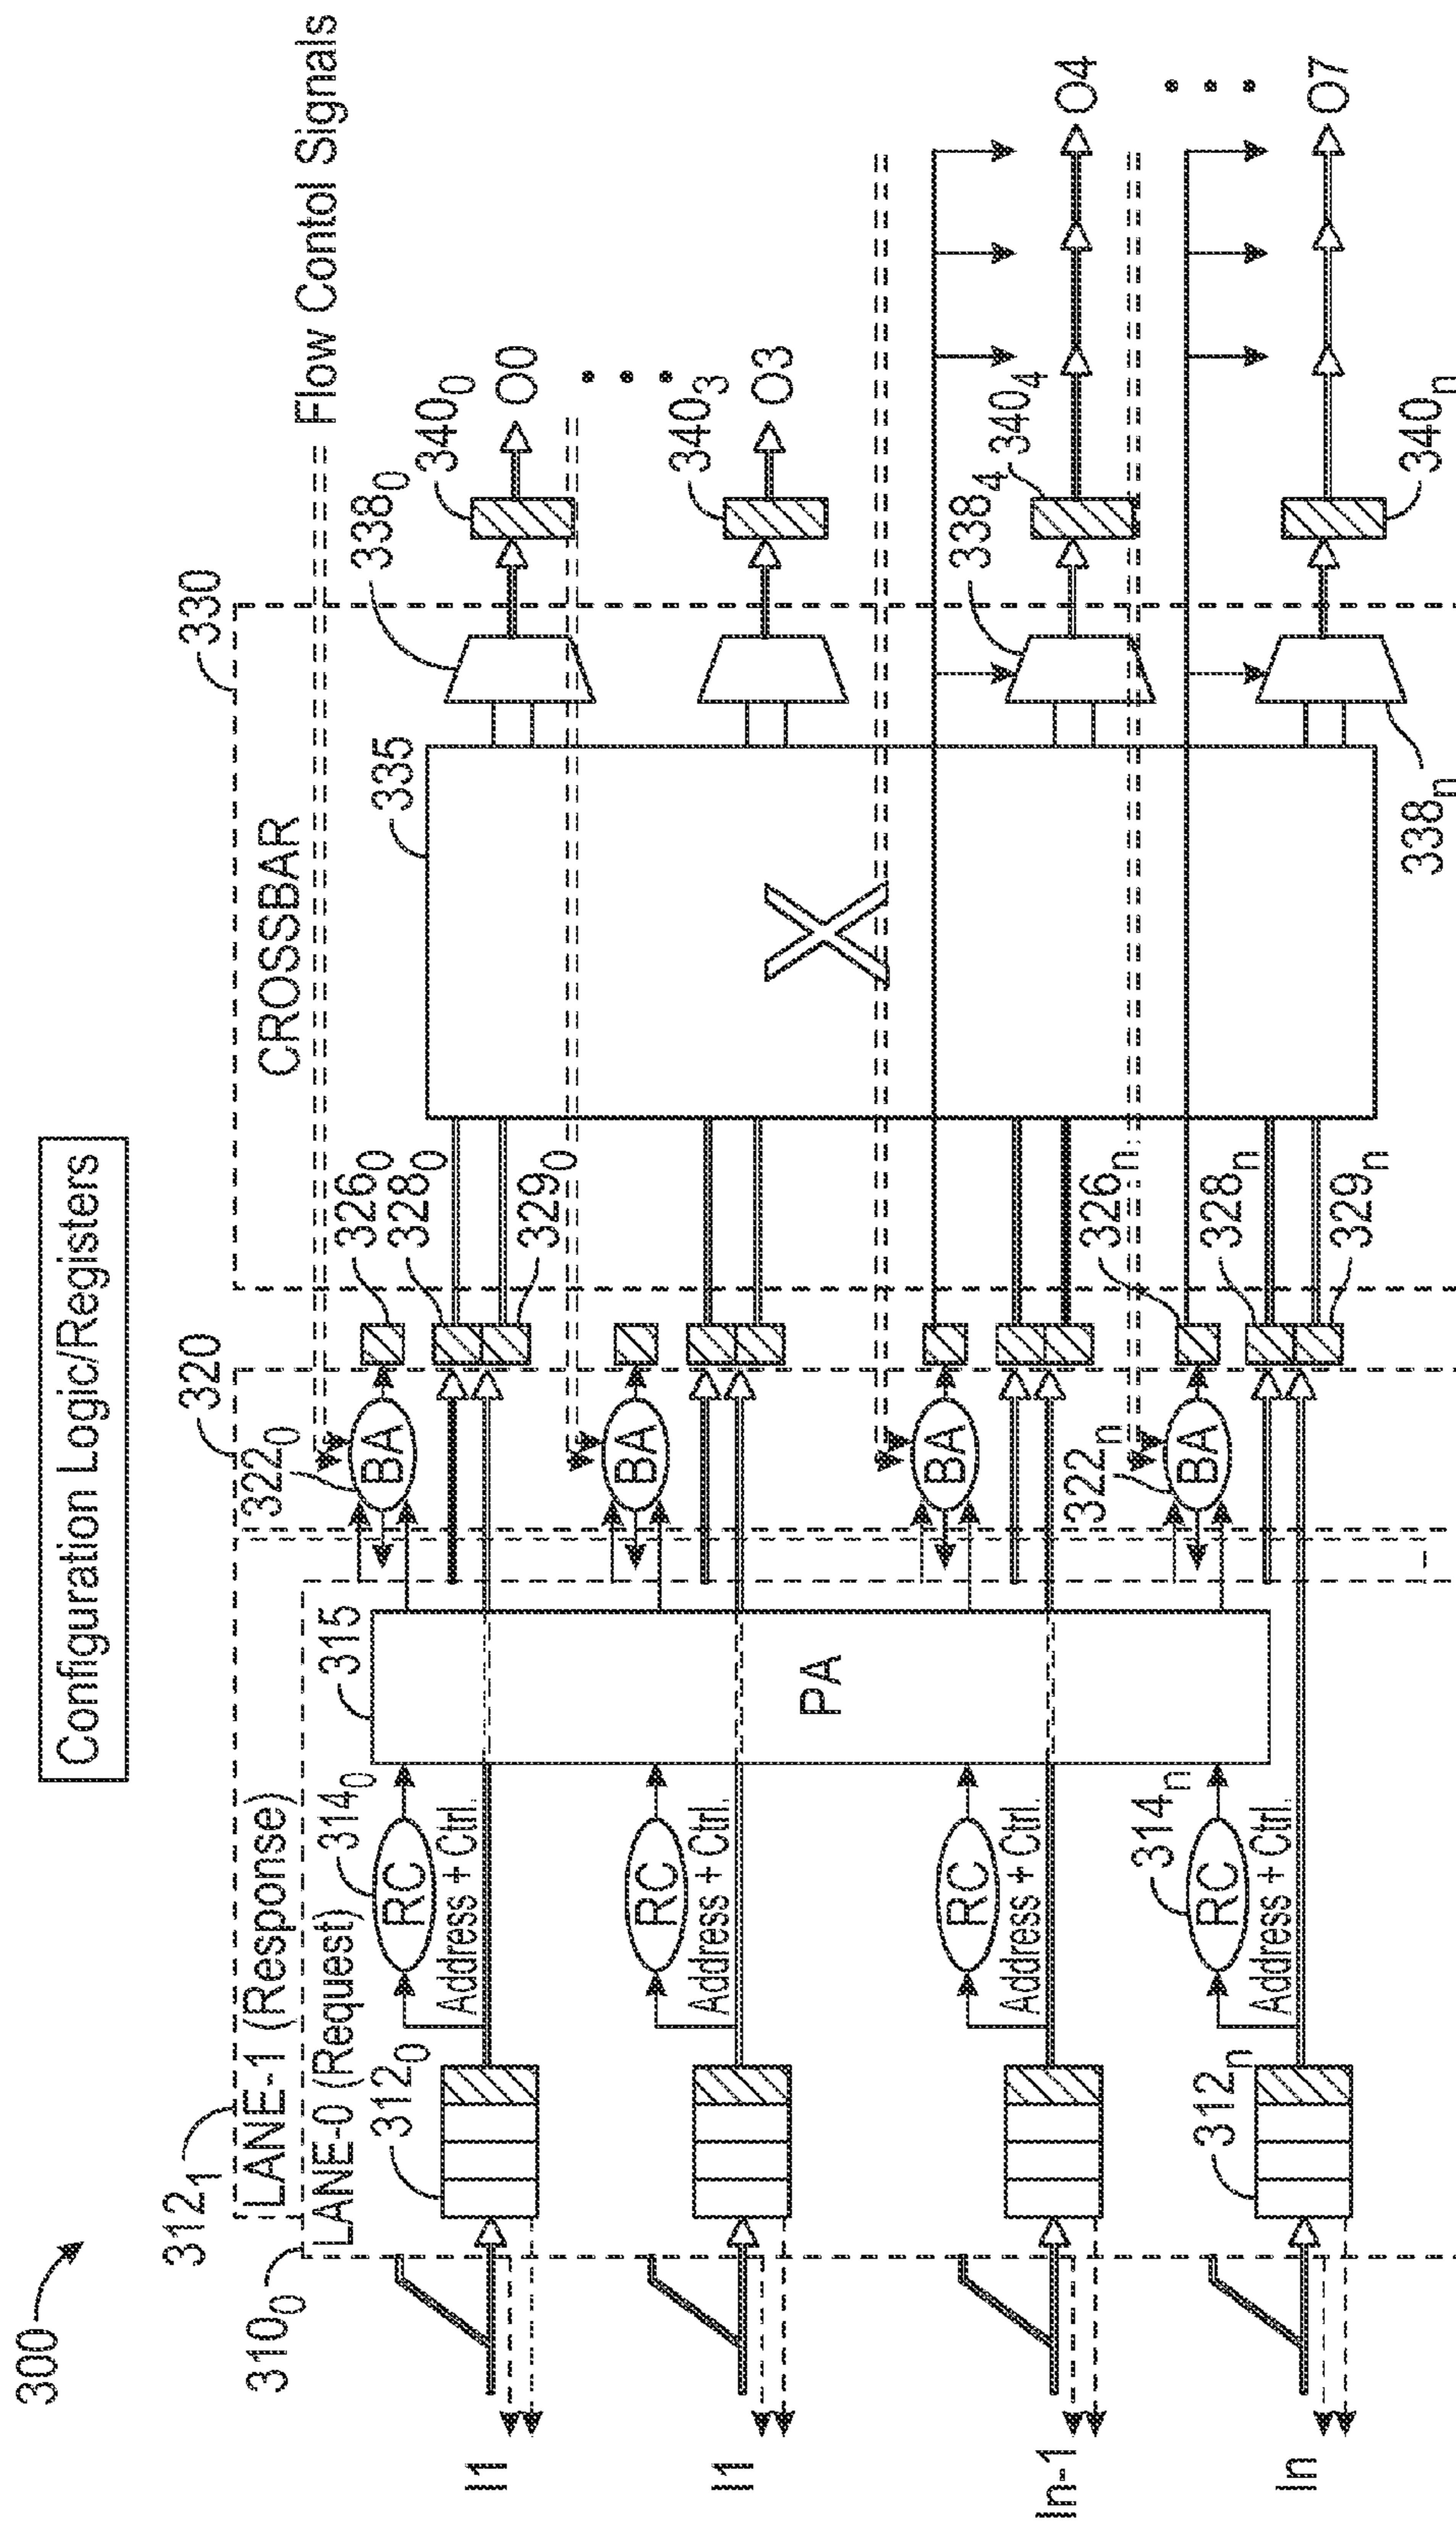 300
Configuration Logic/Registers
312₁
LANE-1 (Response)
310₀
LANE-0 (Request)
320
330
CROSSBAR
Flow Contol Signals
I1
312₀
RC
314₀
Address + Ctrl.
315
PA
322₀
BA
326₀
328₀
329₀
335
X
338₀
340₀
O0
I1
RC
Address + Ctrl.
BA
340₃
O3
In-1
RC
Address + Ctrl.
BA
326ₙ
338₄
340₄
O4
In
312ₙ
RC
314ₙ
322ₙ
BA
328ₙ
329ₙ
338ₙ
340ₙ
O7